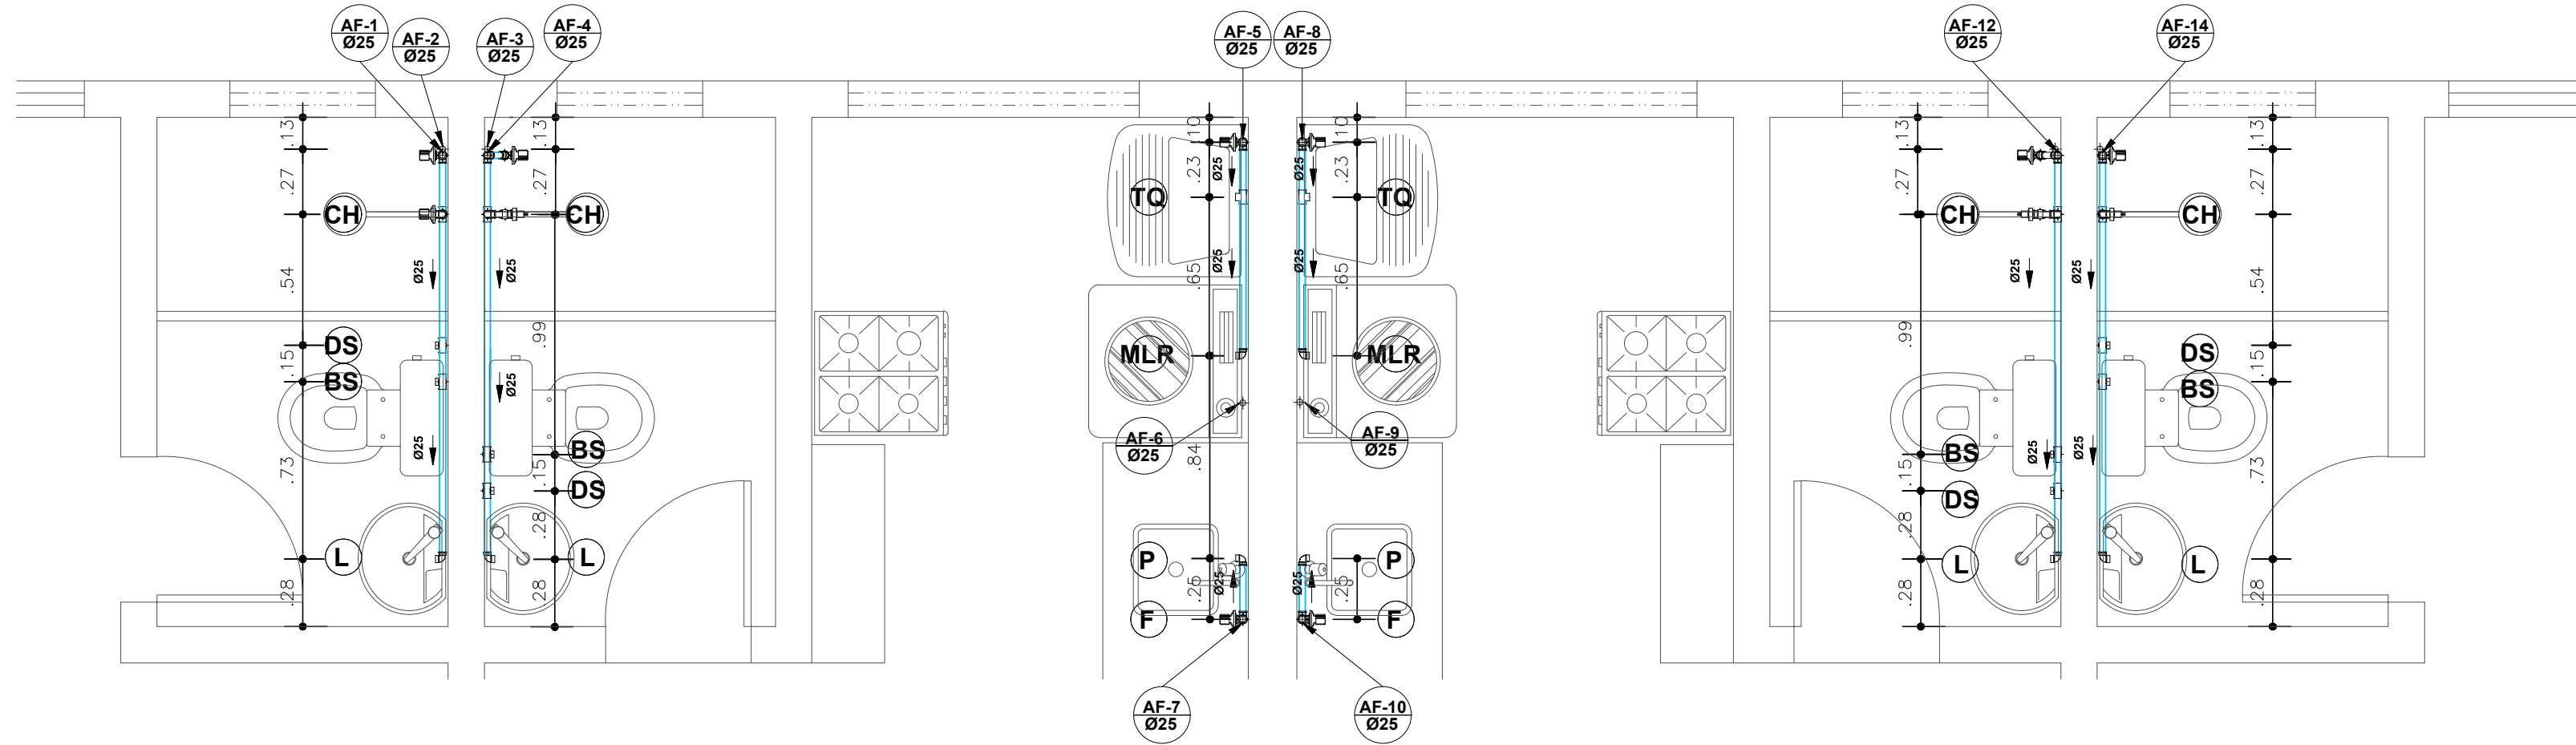 AF-1
Ø25
AF-2
Ø25
AF-3
Ø25
AF-4
Ø25
AF-5
Ø25
AF-8
Ø25
AF-12
Ø25
AF-14
Ø25
.13
.27
CH
Ø25
.54
DS
.15
BS
Ø25
.73
L
.28
.13
.27
CH
Ø25
.99
Ø25
BS
.15
DS
.28
L
.28
.10
Ø25
.23
TQ
Ø25
.65
MLR
AF-6
Ø25
.84
P
Ø25
.25
F
AF-7
Ø25
.10
Ø25
.23
TQ
Ø25
.65
MLR
AF-9
Ø25
P
Ø25
.25
F
AF-10
Ø25
.13
.27
CH
Ø25
.99
BS
Ø25
.15
DS
.28
L
.28
.13
.27
CH
Ø25
.54
DS
.15
BS
Ø25
.73
L
.28